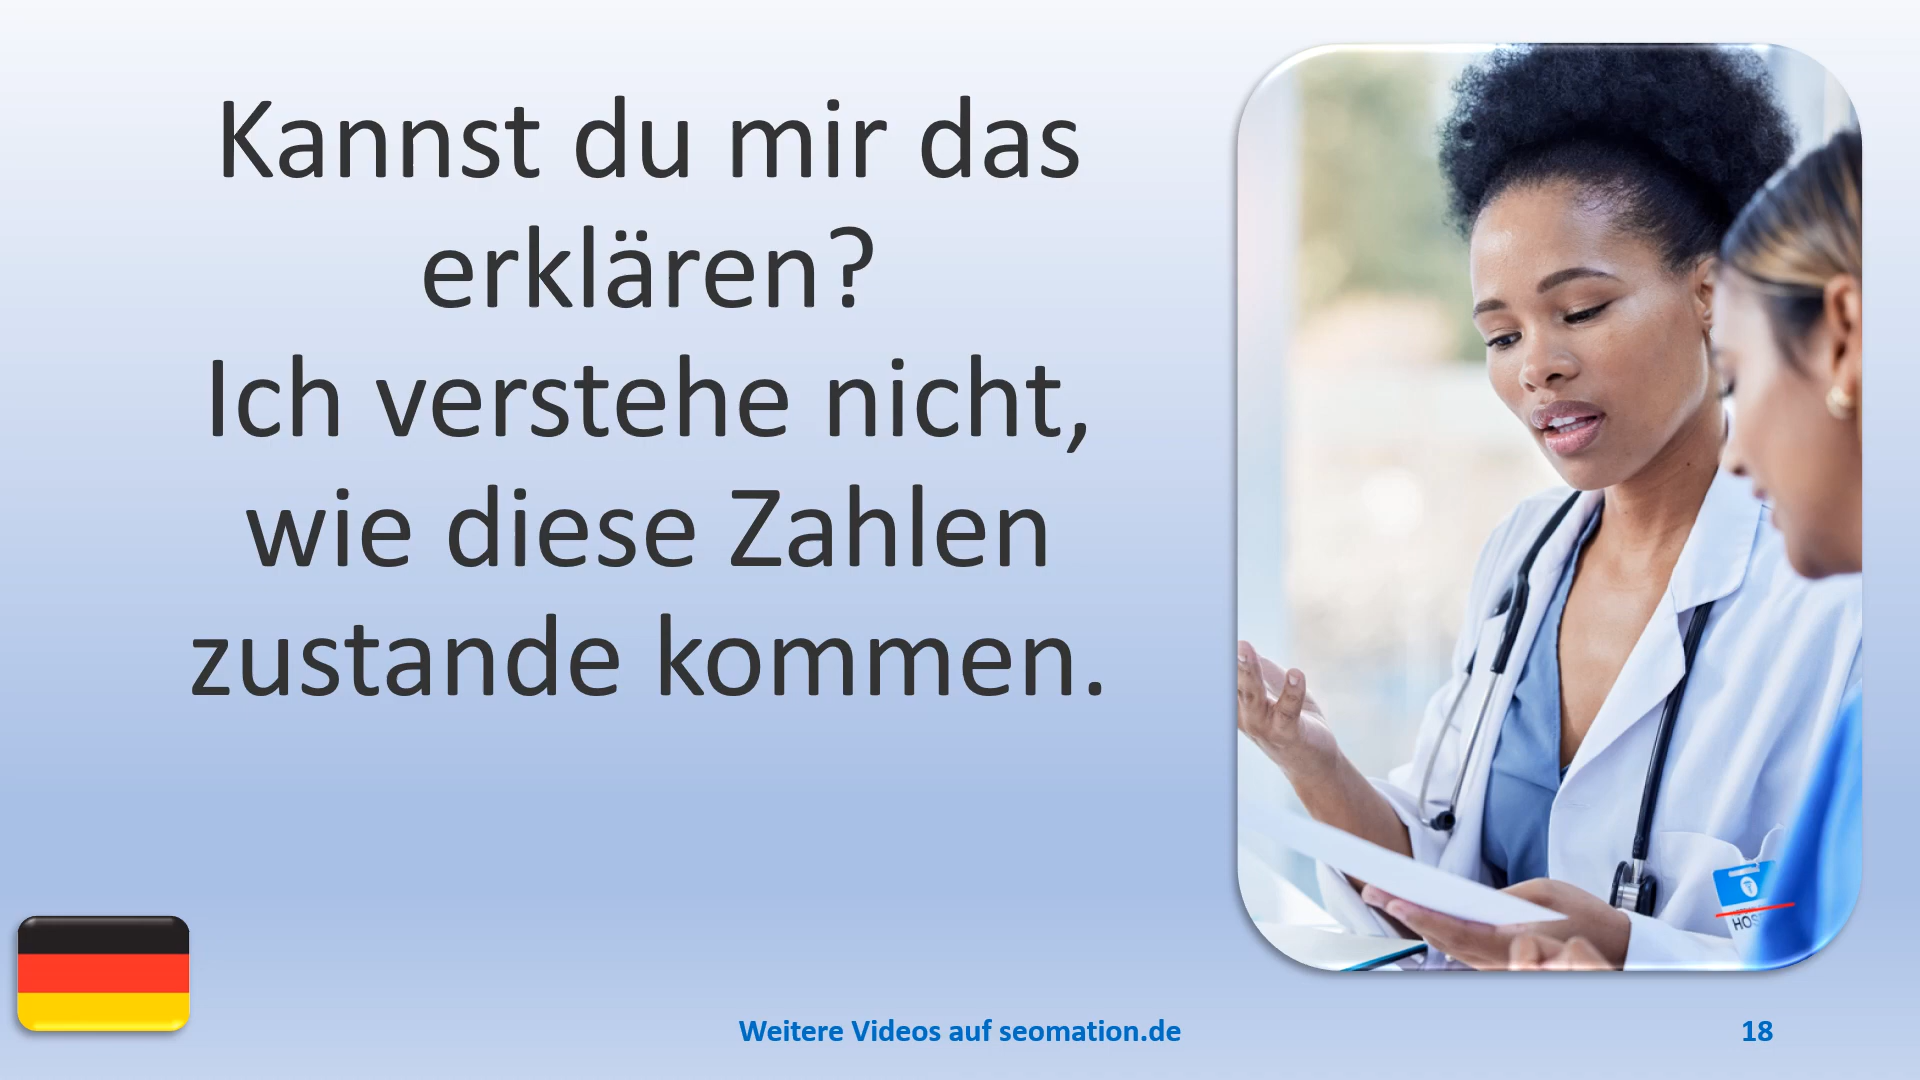 Kannst du mir das
erklären?
Ich verstehe nicht,
wie diese Zahlen
zustande kommen.
Weitere Videos auf seomation.de
18